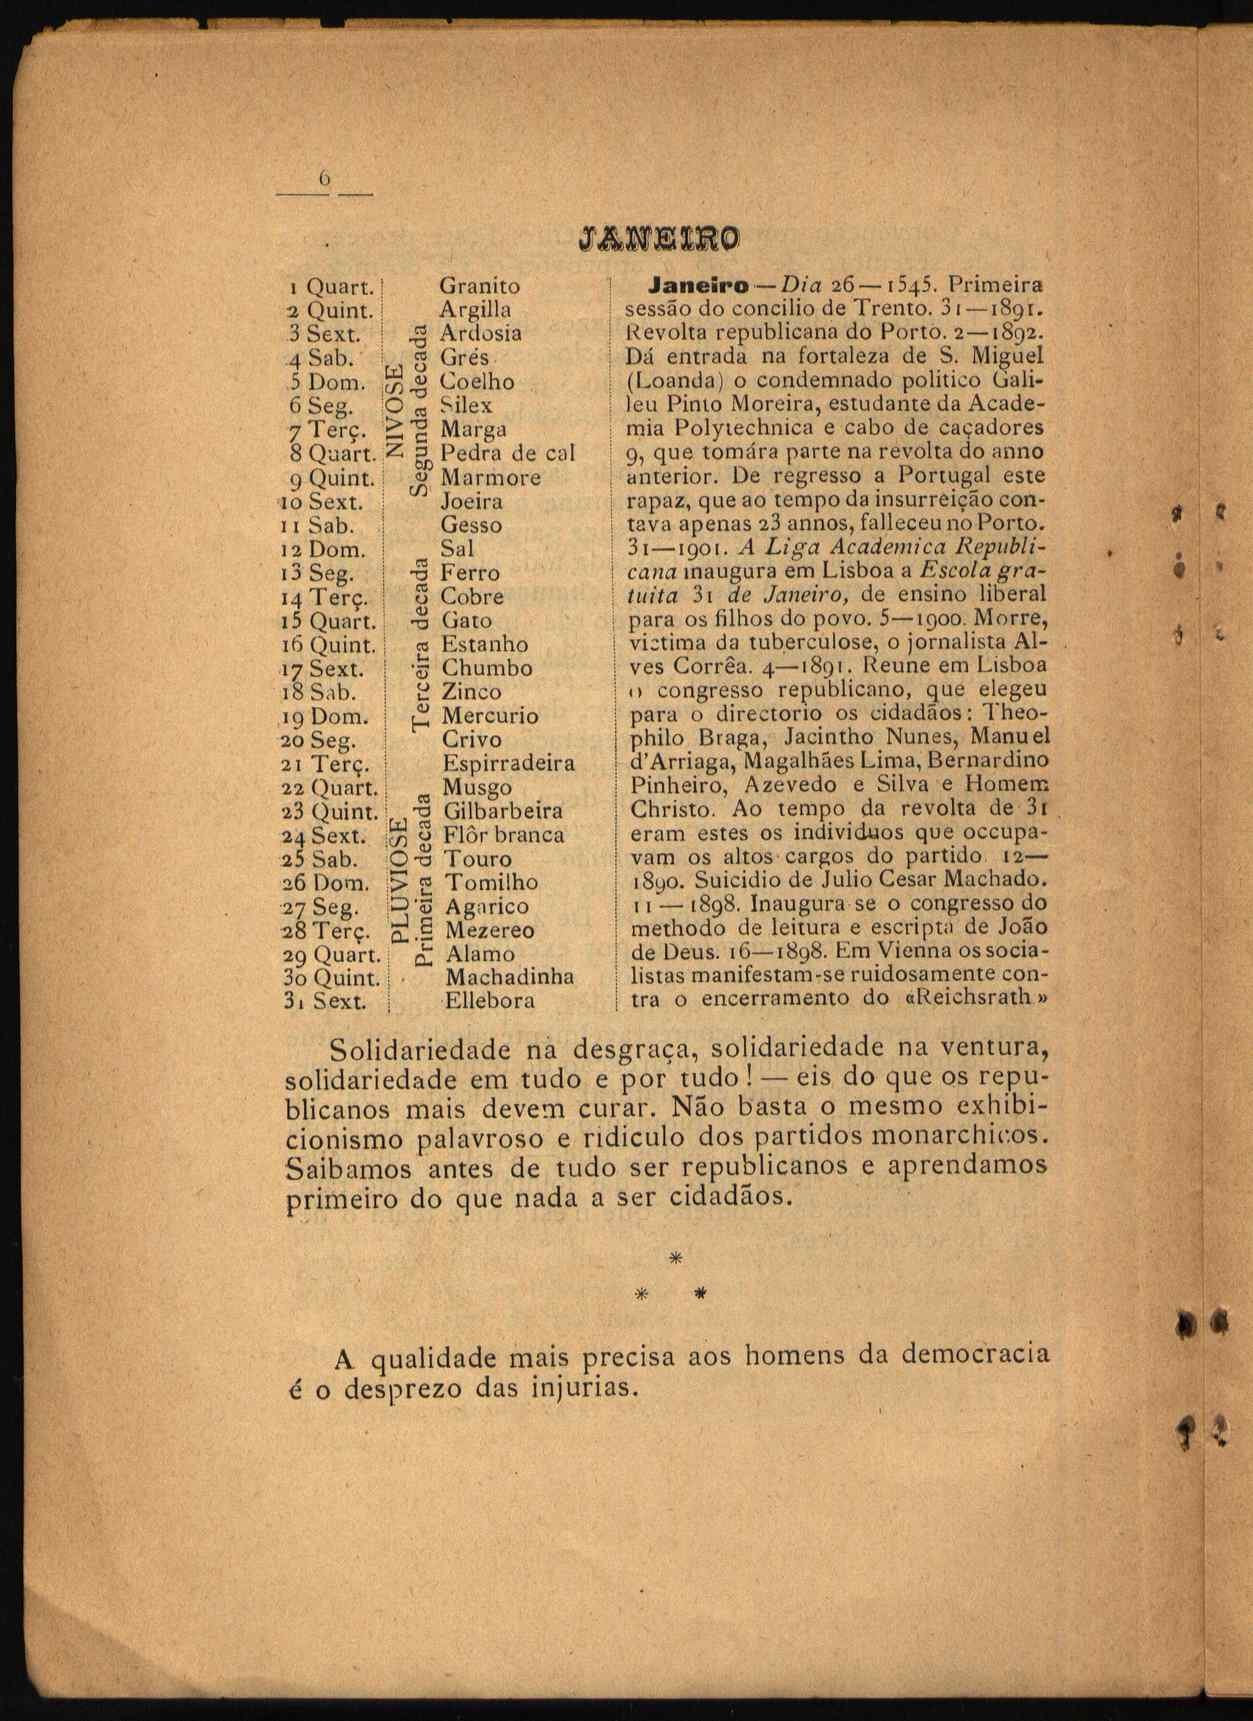 6
JANEIRO
1 Quart. Granito
2 Quint. Argilla
3 Sext. Ardosia
4 Sab. Grés
5 Dom. Coelho
6 Seg. Silex
7 Terç. Marga
8 Quart. Pedra de cal
9 Quint. Marmore
10 Sext. Joeira
11 Sab. Gesso
12 Dom. Sal
13 Seg. Ferro
14 Terç. Cobre
15 Quart. Gato
16 Quint. Estanho
17 Sext. Chumbo
18 Sab. Zinco
19 Dom. Mercurio
20 Seg. Crivo
21 Terç. Espirradeira
22 Quart. Musgo
23 Quint. Gilbarbeira
24 Sext. Flôr branca
25 Sab. Touro
26 Dom. Tomilho
27 Seg. Agarico
28 Terç. Mezereo
29 Quart. Alamo
30 Quint. Machadinha
31 Sext. Ellebora
NIVOSE
Segunda decada
Terceira decada
PLUVIOSE
Primeira decada
Janeiro — Dia 26 — 1545. Primeira
sessão do concilio de Trento. 31—1891.
Revolta republicana do Porto. 2—1892.
Dá entrada na fortaleza de S. Miguel
(Loanda) o condemnado politico Gali-
leu Pinto Moreira, estudante da Acade-
mia Polytechnica e cabo de caçadores
9, que tomára parte na revolta do anno
anterior. De regresso a Portugal este
rapaz, que ao tempo da insurreição con-
tava apenas 23 annos, falleceu no Porto.
31—1901. A Liga Academica Republi-
cana inaugura em Lisboa a Escola gra-
tuita 31 de Janeiro, de ensino liberal
para os filhos do povo. 5—1900. Morre,
victima da tuberculose, o jornalista Al-
ves Corrêa. 4—1891. Reune em Lisboa
o congresso republicano, que elegeu
para o directorio os cidadãos: Theo-
philo Braga, Jacintho Nunes, Manuel
d'Arriaga, Magalhães Lima, Bernardino
Pinheiro, Azevedo e Silva e Homem
Christo. Ao tempo da revolta de 31
eram estes os individuos que occupa-
vam os altos cargos do partido. 12—
1890. Suicidio de Julio Cesar Machado.
11 — 1898. Inaugura-se o congresso do
methodo de leitura e escripta de João
de Deus. 16—1898. Em Vienna os socia-
listas manifestam-se ruidosamente con-
tra o encerramento do «Reichsrath»
Solidariedade na desgraça, solidariedade na ventura,
solidariedade em tudo e por tudo! — eis do que os repu-
blicanos mais devem curar. Não basta o mesmo exhibi-
cionismo palavroso e ridiculo dos partidos monarchicos.
Saibamos antes de tudo ser republicanos e aprendamos
primeiro do que nada a ser cidadãos.
*
* *
A qualidade mais precisa aos homens da democracia
é o desprezo das injurias.